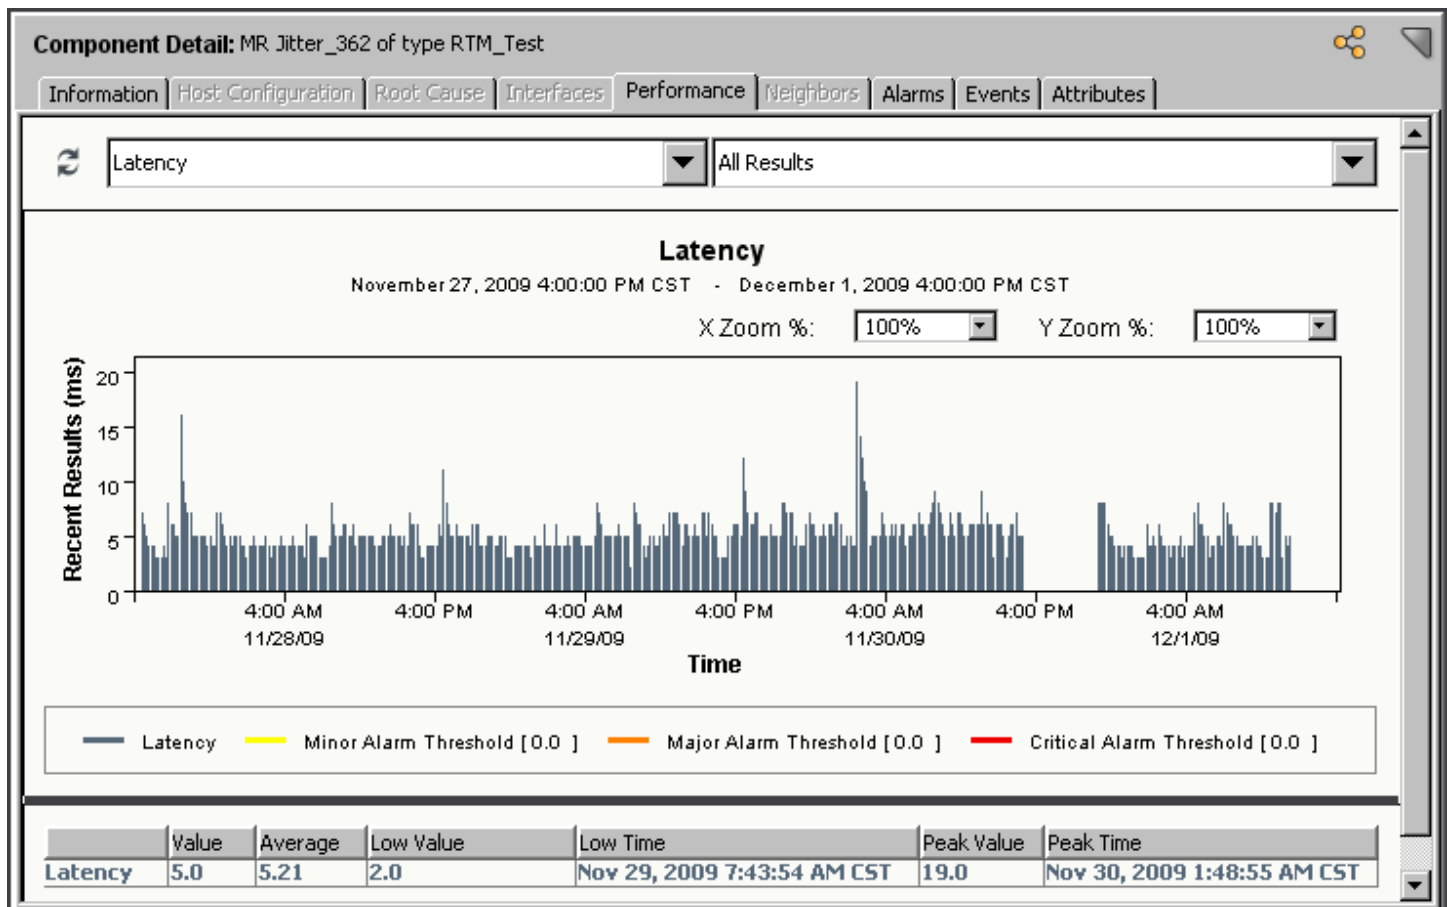 Component Detail: MR Jitter_362 of type RTM_Test
Information Host Configuration Root Cause Interfaces Performance Neighbors Alarms Events Attributes
Latency All Results
Latency
November 27, 2009 4:00:00 PM CST - December 1, 2009 4:00:00 PM CST
X Zoom %: 100% Y Zoom %: 100%
Recent Results (ms)
20
15
10
5
0
4:00 AM 4:00 PM 4:00 AM 4:00 PM 4:00 AM 4:00 PM 4:00 AM
11/28/09 11/29/09 11/30/09 12/1/09
Time
Latency Minor Alarm Threshold [ 0.0 ] Major Alarm Threshold [ 0.0 ] Critical Alarm Threshold [ 0.0 ]
Value Average Low Value Low Time Peak Value Peak Time
Latency 5.0 5.21 2.0 Nov 29, 2009 7:43:54 AM CST 19.0 Nov 30, 2009 1:48:55 AM CST